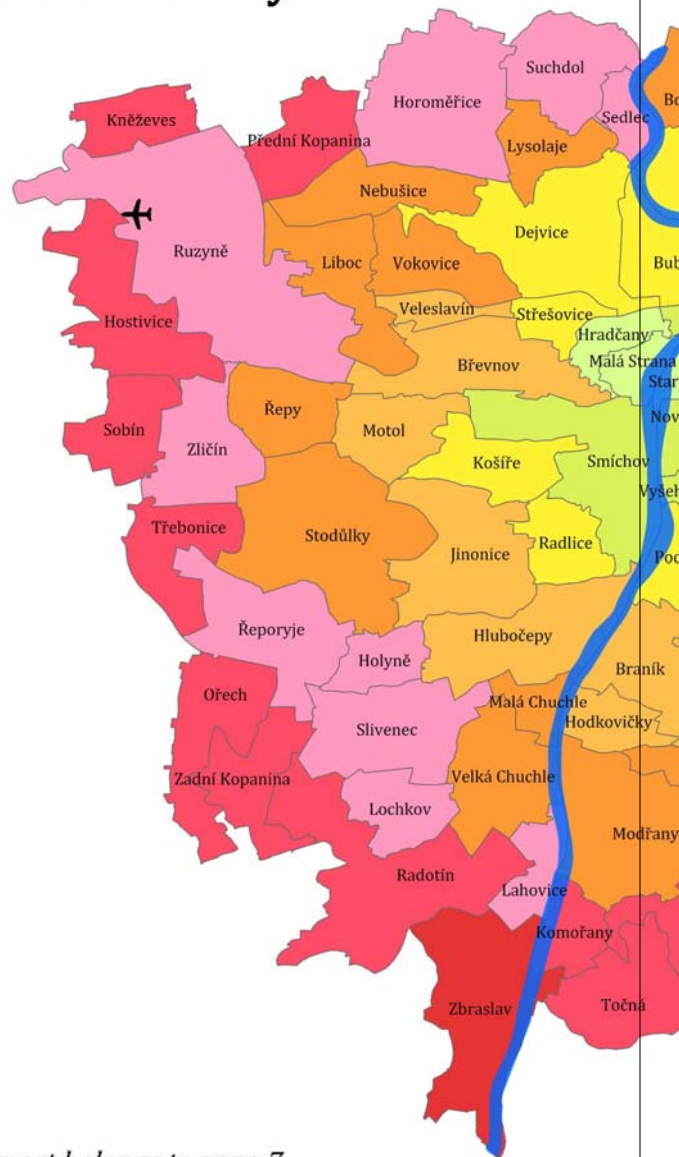 Suchdol
Horoměřice
Kněževes
Sedlec
Přední Kopanina
Lysolaje
Nebušice
Dejvice
Ruzyně
Liboc
Vokovice
Veleslavín
Střešovice
Hostivice
Hradčany
Břevnov
Malá Strana
Řepy
Sobín
Motol
Zličín
Košíře
Smíchov
Třebonice
Stodůlky
Radlice
Jinonice
Řeporyje
Hlubočepy
Holyně
Braník
Ořech
Malá Chuchle
Hodkovičky
Slivenec
Zadní Kopanina
Velká Chuchle
Lochkov
Modřany
Radotín
Lahovice
Komořany
Zbraslav
Točná